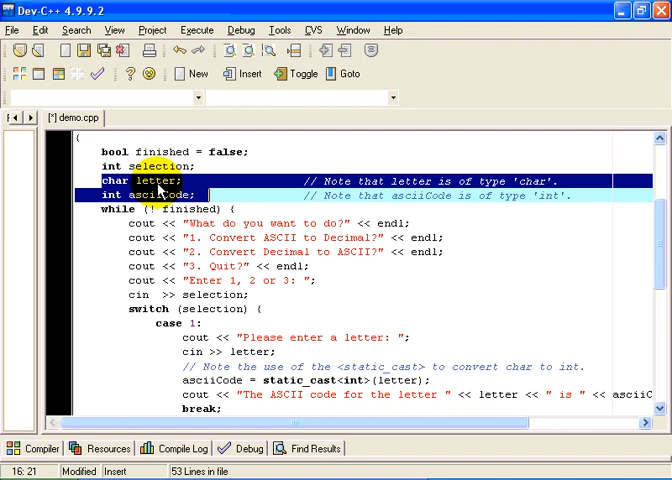 Dev-C++ 4.9.9.2
File Edit Search View Project Execute Debug Tools CVS Window Help
New Insert Toggle Goto
[*] demo.cpp
{
bool finished = false;
int selection;
char letter; // Note that letter is of type 'char'.
int asciiCode; // Note that asciiCode is of type 'int'.
while (! finished) {
cout << "What do you want to do?" << endl;
cout << "1. Convert ASCII to Decimal?" << endl;
cout << "2. Convert Decimal to ASCII?" << endl;
cout << "3. Quit?" << endl;
cout << "Enter 1, 2 or 3: ";
cin >> selection;
switch (selection) {
case 1:
cout << "Please enter a letter: ";
cin >> letter;
// Note the use of the <static_cast> to convert char to int.
asciiCode = static_cast<int>(letter);
cout << "The ASCII code for the letter " << letter << " is " << asciiC
break;
Compiler Resources Compile Log Debug Find Results
16: 21 Modified Insert 53 Lines in file